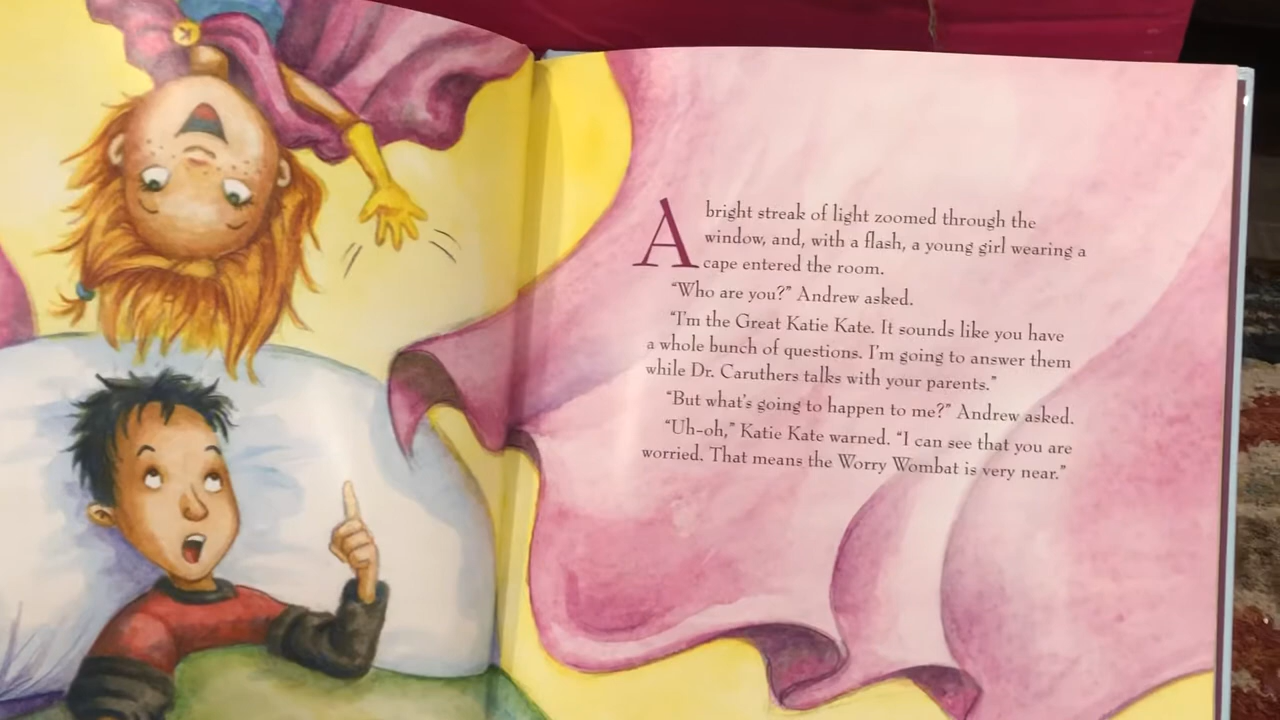 A bright streak of light zoomed through the
window, and, with a flash, a young girl wearing a
cape entered the room.
"Who are you?" Andrew asked.
"I'm the Great Katie Kate. It sounds like you have
a whole bunch of questions. I'm going to answer them
while Dr. Caruthers talks with your parents."
"But what's going to happen to me?" Andrew asked.
"Uh-oh," Katie Kate warned. "I can see that you are
worried. That means the Worry Wombat is very near."